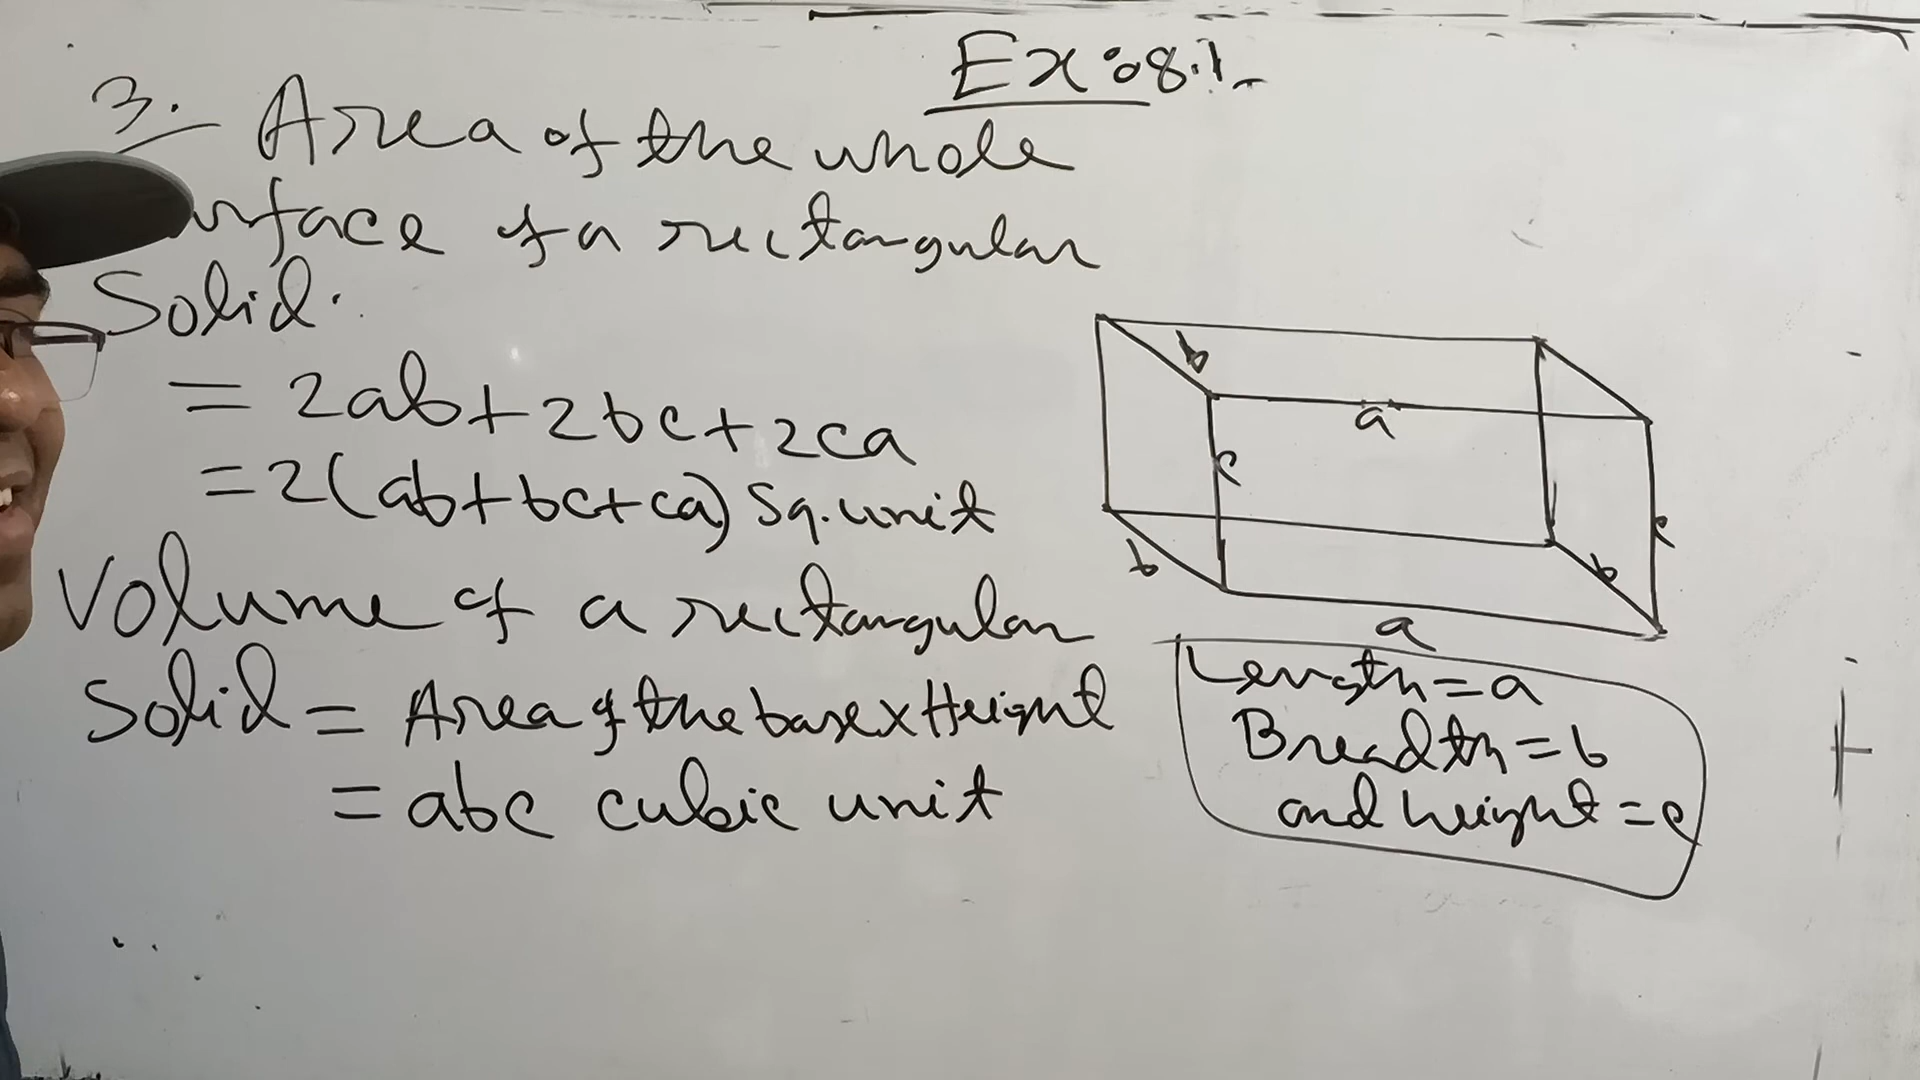 Ex: 8.1
3. Area of the whole
urface of a rectangular
Solid.
= 2ab+2bc+2ca
=2(ab+bc+ca) Sq. unit
Volume of a rectangular
Solid = Area of the base x Height
= abc cubic unit
b
a
c
c
b
b
a
Length = a
Breadth = b
and height = c